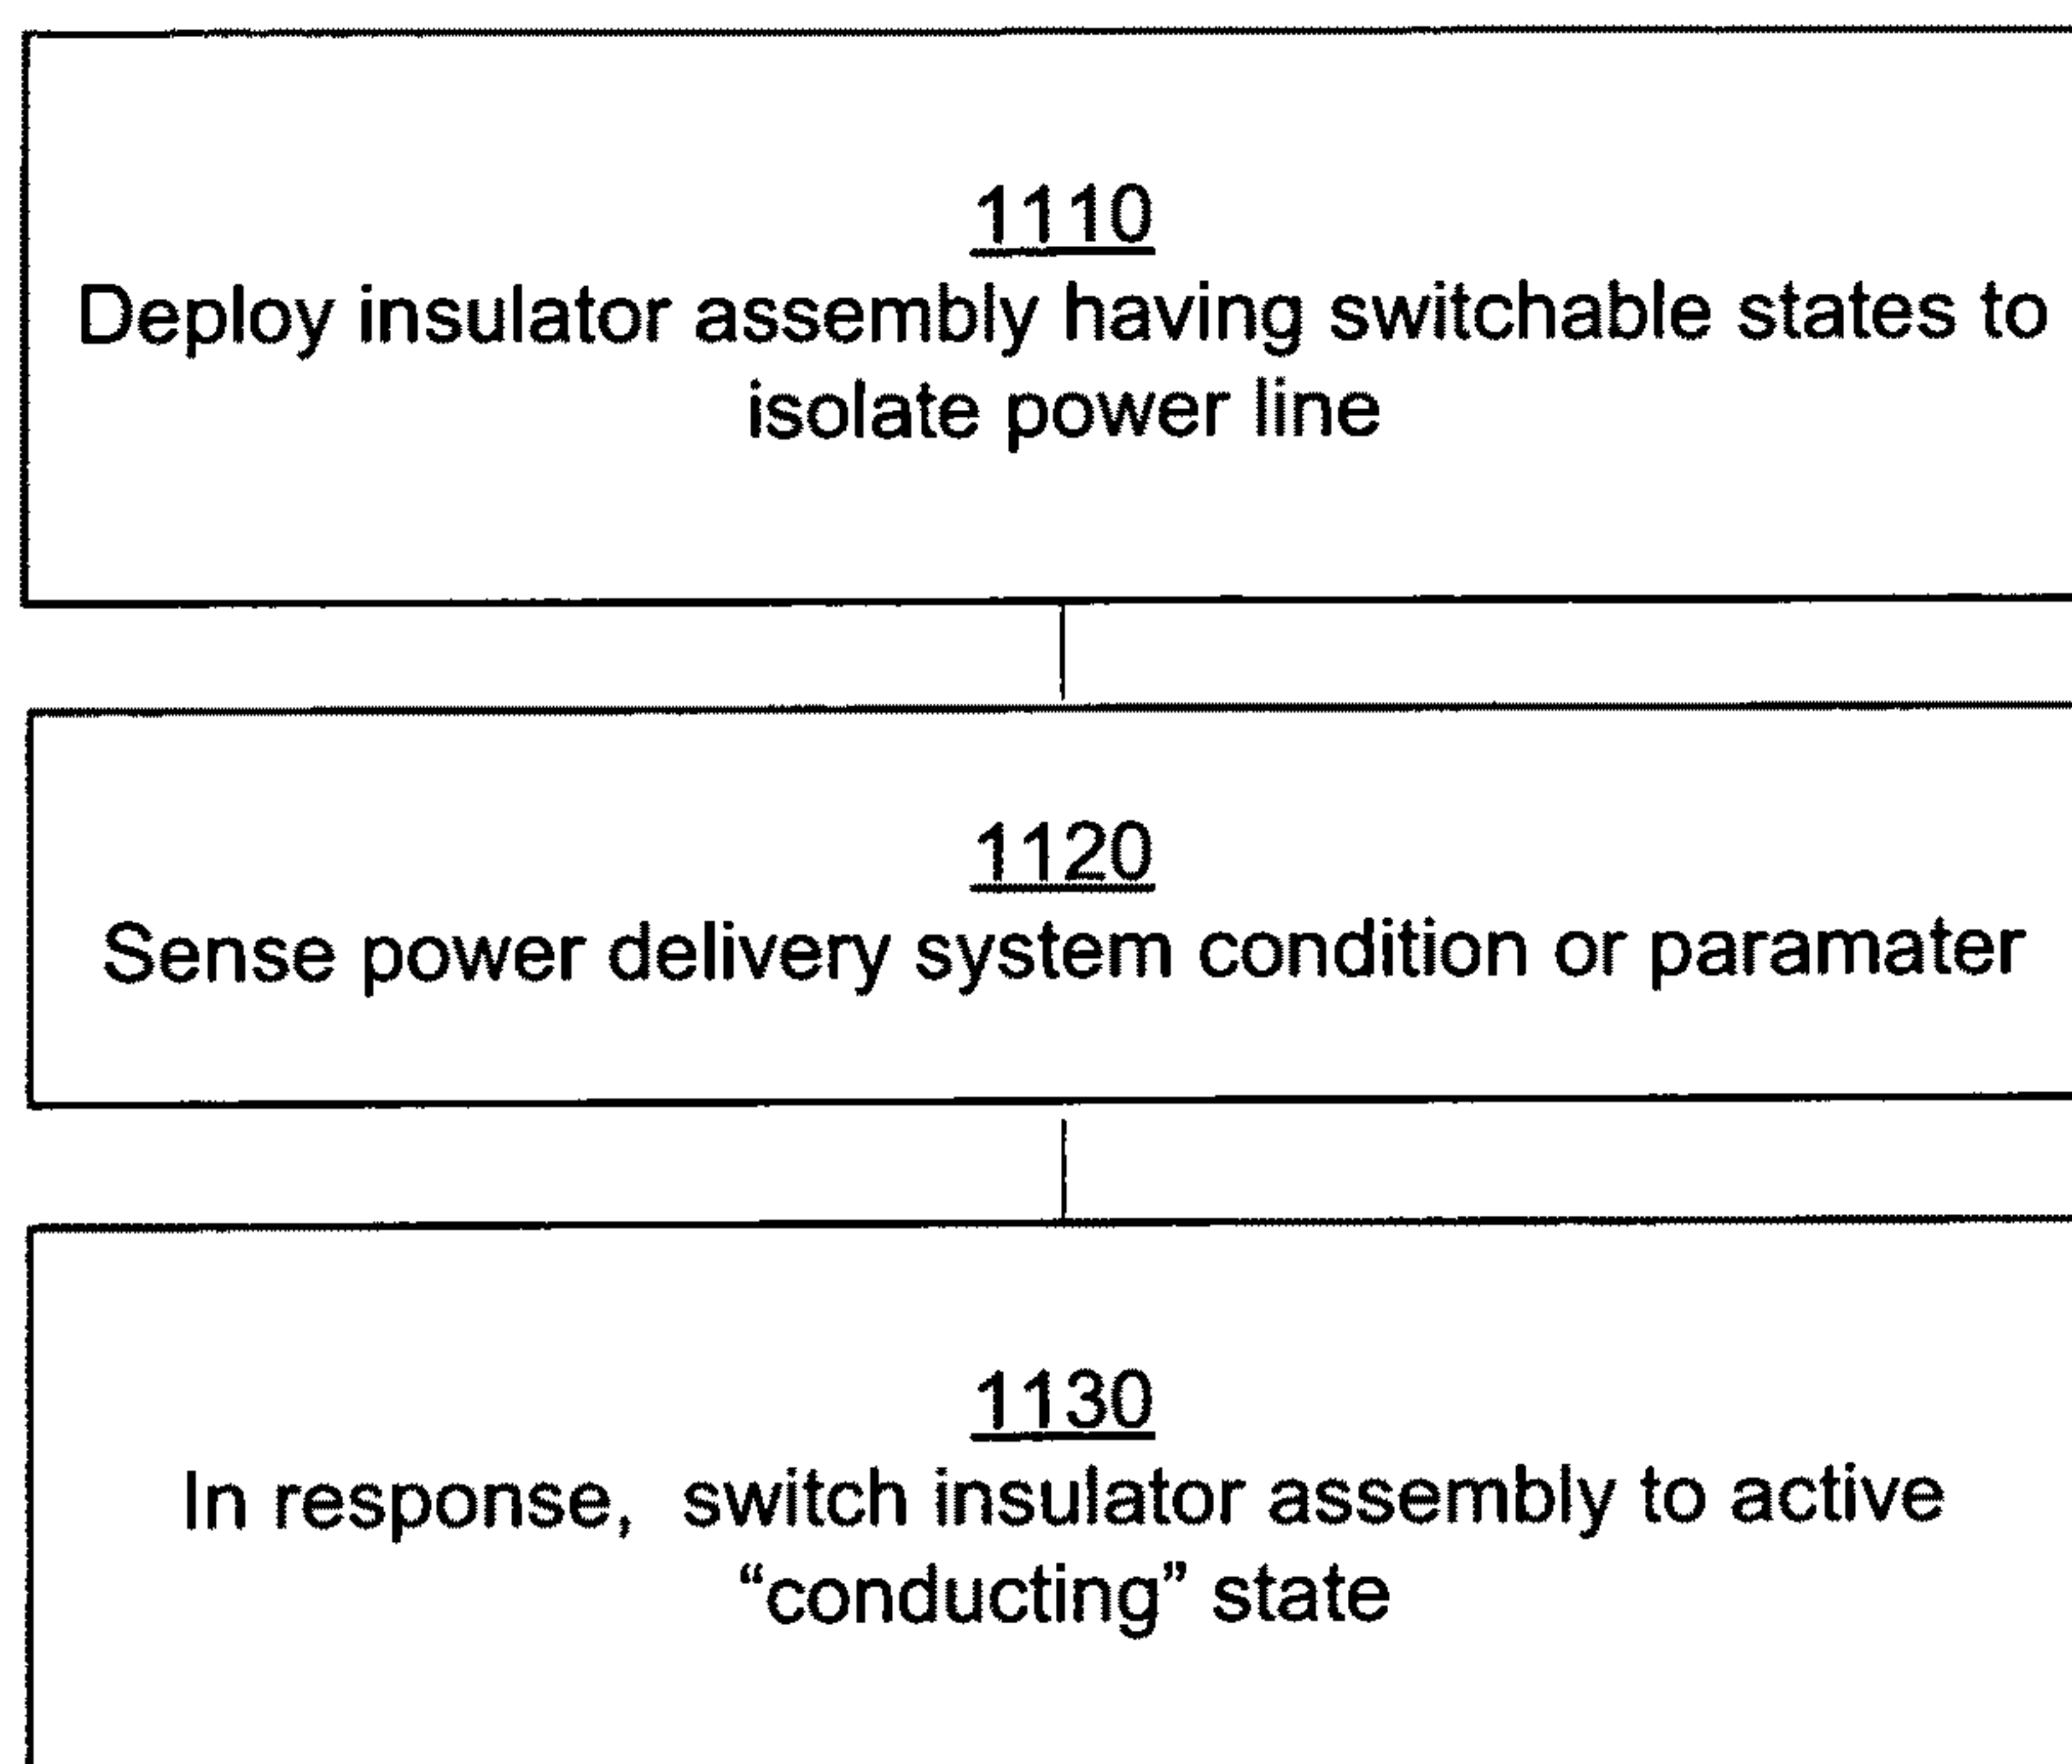 1110
Deploy insulator assembly having switchable states to
isolate power line
1120
Sense power delivery system condition or paramater
1130
In response,  switch insulator assembly to active
“conducting” state